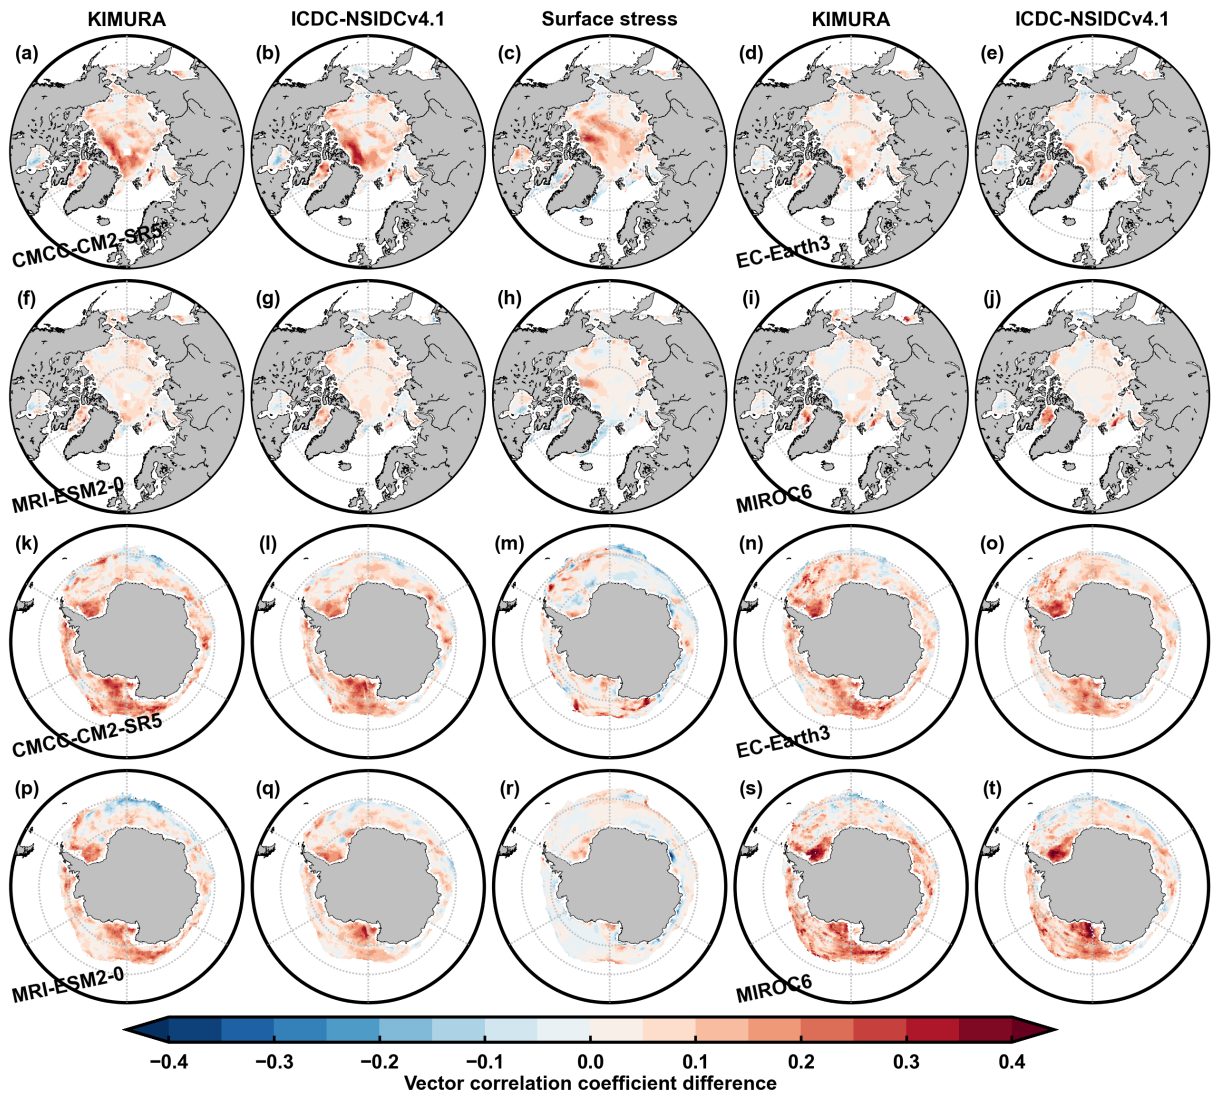 KIMURA ICDC-NSIDCv4.1 Surface stress KIMURA ICDC-NSIDCv4.1
(a) (b) (c) (d) (e)
CMCC-CM2-SR5 EC-Earth3
(f) (g) (h) (i) (j)
MRI-ESM2-0 MIROC6
(k) (l) (m) (n) (o)
CMCC-CM2-SR5 EC-Earth3
(p) (q) (r) (s) (t)
MRI-ESM2-0 MIROC6
−0.4 −0.3 −0.2 −0.1 0.0 0.1 0.2 0.3 0.4
Vector correlation coefficient difference